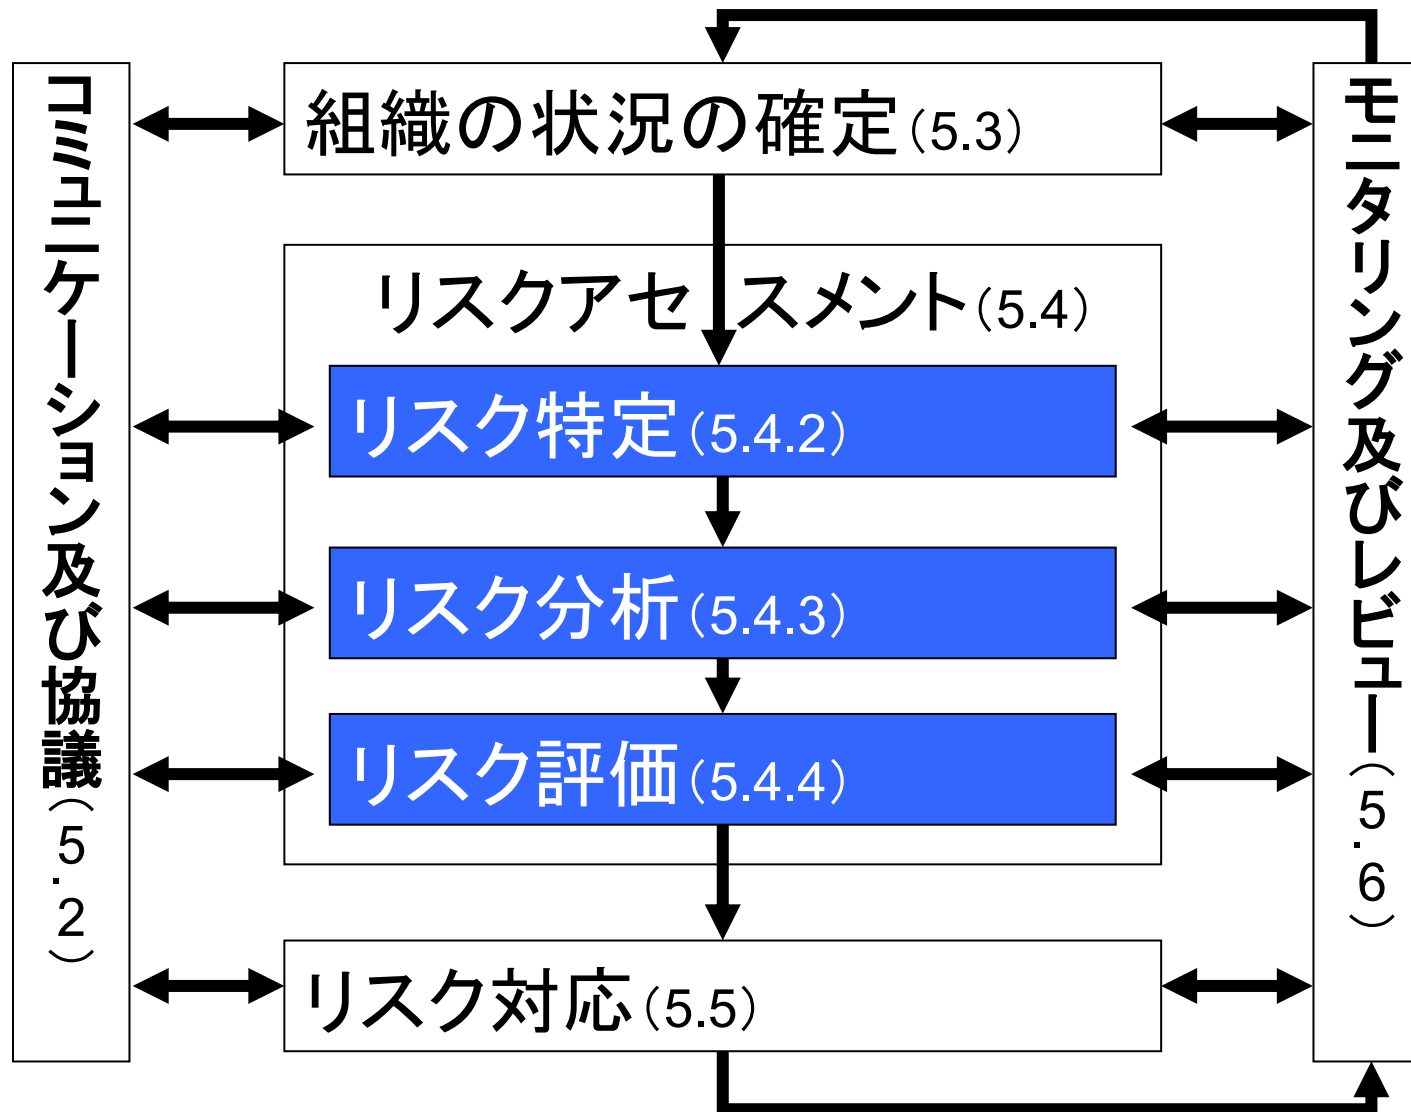 コミュニケーション及び協議（5.2）
組織の状況の確定（5.3）
リスクアセスメント（5.4）
リスク特定（5.4.2）
リスク分析（5.4.3）
リスク評価（5.4.4）
リスク対応（5.5）
モニタリング及びレビュー（5.6）